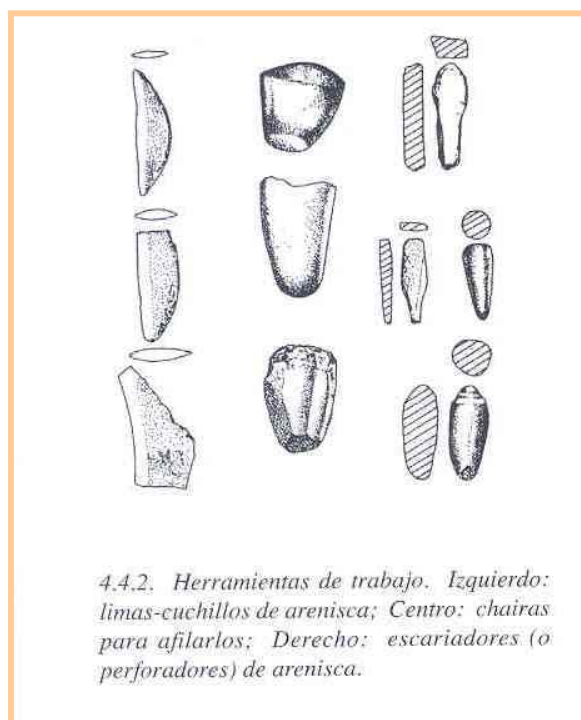 4.4.2. Herramientas de trabajo. Izquierdo:
limas-cuchillos de arenisca; Centro: chairas
para afilarlos; Derecho: escariadores (o
perforadores) de arenisca.